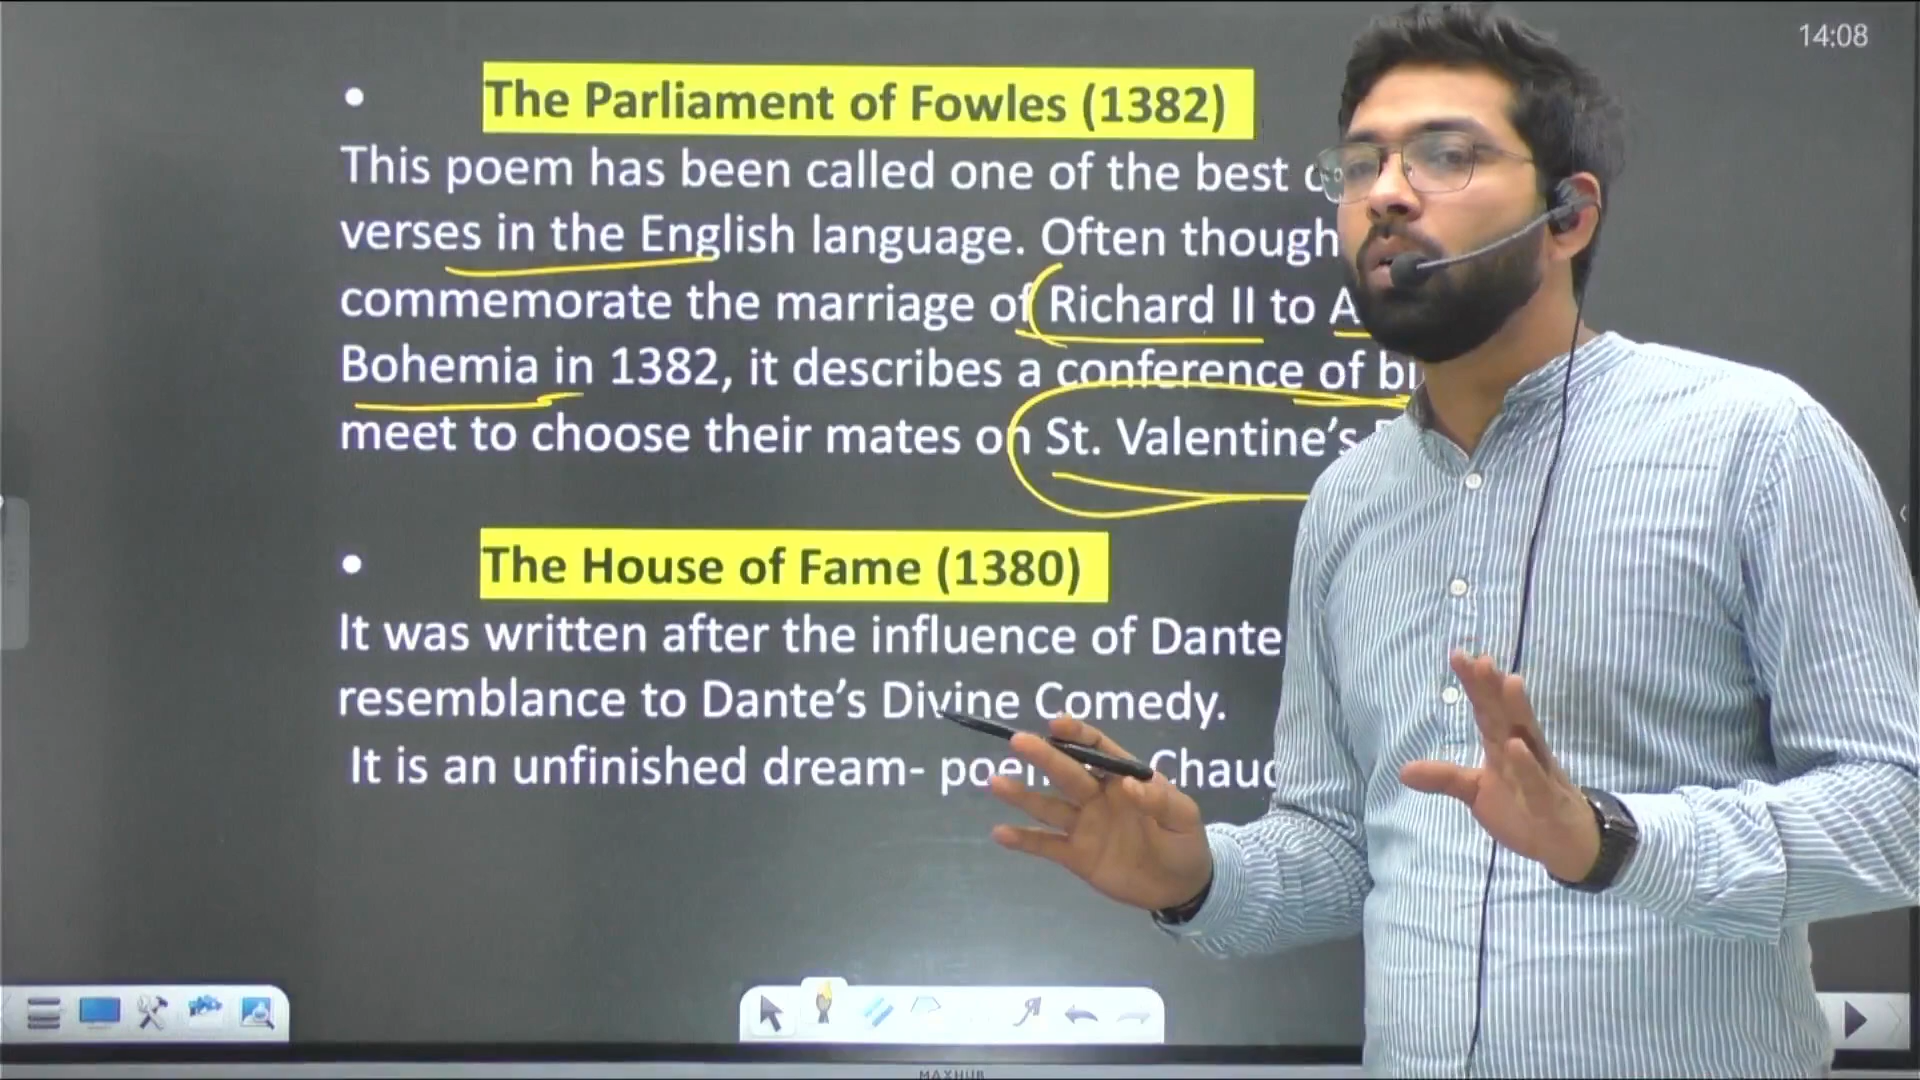 14:08
• The Parliament of Fowles (1382)
This poem has been called one of the best
verses in the English language. Often
commemorate the marriage of Richard II to
Bohemia in 1382, it describes a conference of
meet to choose their mates on St. Valentine's
• The House of Fame (1380)
It was written after the influence of Dante
resemblance to Dante's Divine Comedy.
It is an unfinished dream-
MAXHUB